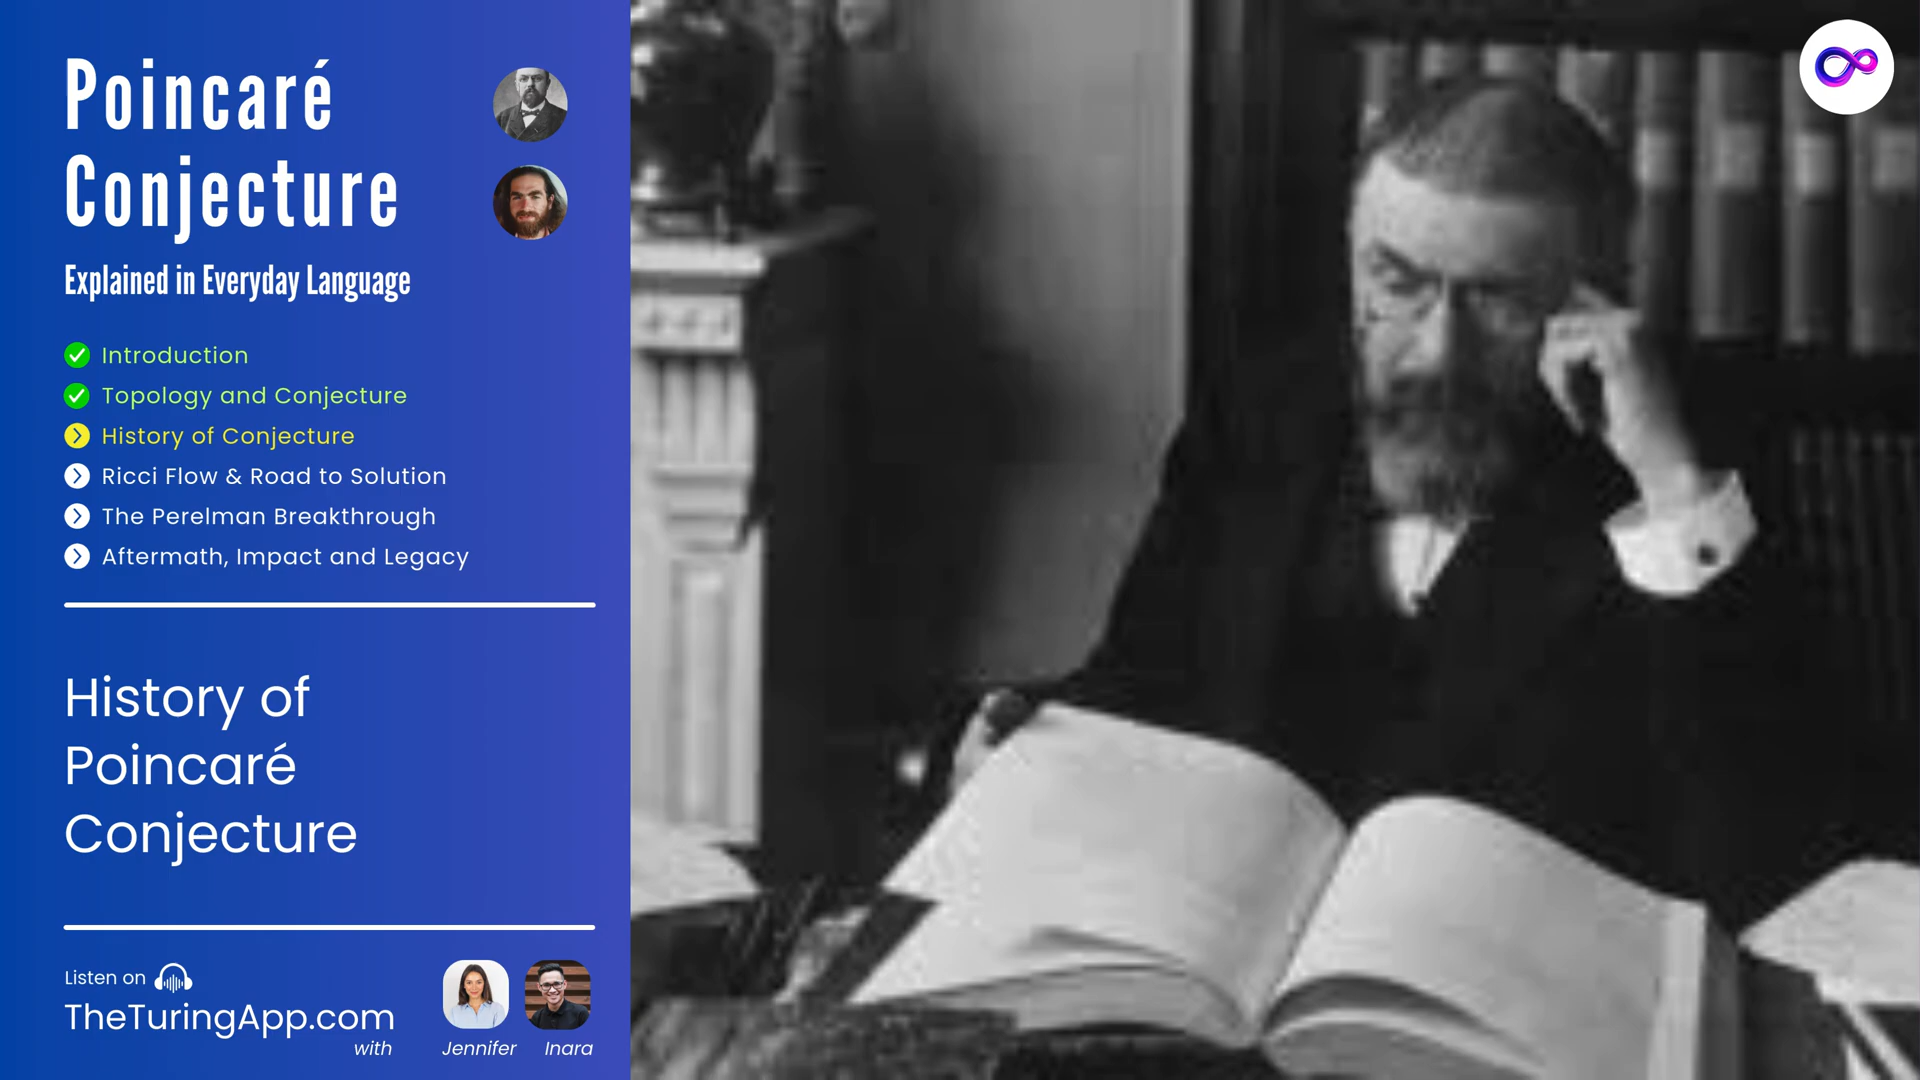 Poincaré
Conjecture
Explained in Everyday Language
Introduction
Topology and Conjecture
History of Conjecture
Ricci Flow & Road to Solution
The Perelman Breakthrough
Aftermath, Impact and Legacy
History of
Poincaré
Conjecture
Listen on
TheTuringApp.com
with Jennifer Inara